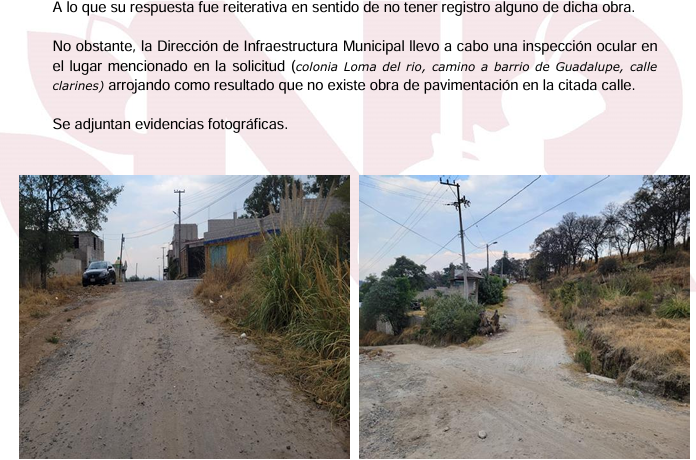 A lo que su respuesta fue reiterativa en sentido de no tener registro alguno de dicha obra.
No obstante, la Dirección de Infraestructura Municipal llevo a cabo una inspección ocular en
el lugar mencionado en la solicitud (colonia Loma del rio, camino a barrio de Guadalupe, calle
clarines) arrojando como resultado que no existe obra de pavimentación en la citada calle.
Se adjuntan evidencias fotográficas.